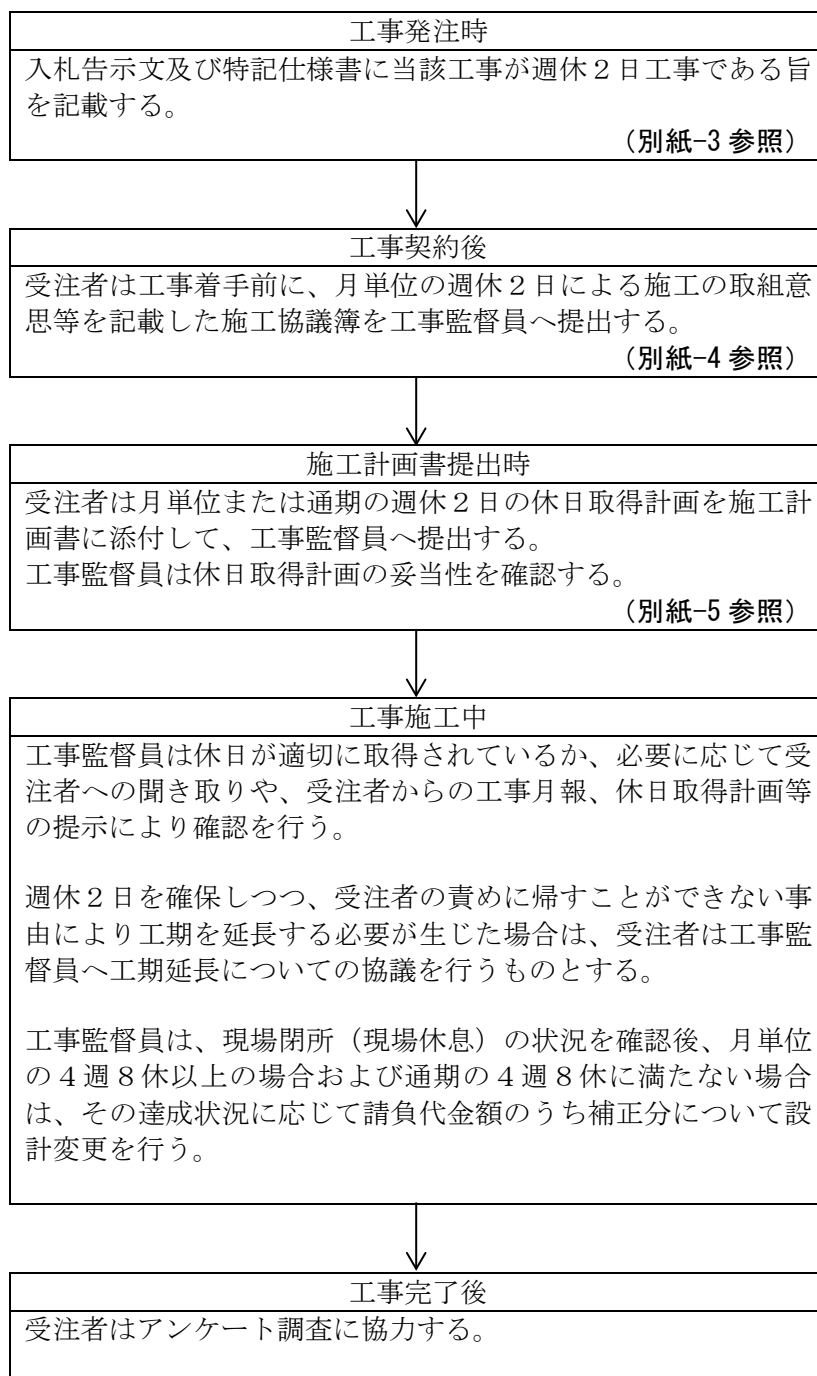 工事発注時
入札告示文及び特記仕様書に当該工事が週休２日工事である旨
を記載する。
（別紙-3 参照）
工事契約後
受注者は工事着手前に、月単位の週休２日による施工の取組意
思等を記載した施工協議簿を工事監督員へ提出する。
（別紙-4 参照）
施工計画書提出時
受注者は月単位または通期の週休２日の休日取得計画を施工計
画書に添付して、工事監督員へ提出する。
工事監督員は休日取得計画の妥当性を確認する。
（別紙-5 参照）
工事施工中
工事監督員は休日が適切に取得されているか、必要に応じて受
注者への聞き取りや、受注者からの工事月報、休日取得計画等
の提示により確認を行う。
週休２日を確保しつつ、受注者の責めに帰すことができない事
由により工期を延長する必要が生じた場合は、受注者は工事監
督員へ工期延長についての協議を行うものとする。
工事監督員は、現場閉所（現場休息）の状況を確認後、月単位
の４週８休以上の場合および通期の４週８休に満たない場合
は、その達成状況に応じて請負代金額のうち補正分について設
計変更を行う。
工事完了後
受注者はアンケート調査に協力する。